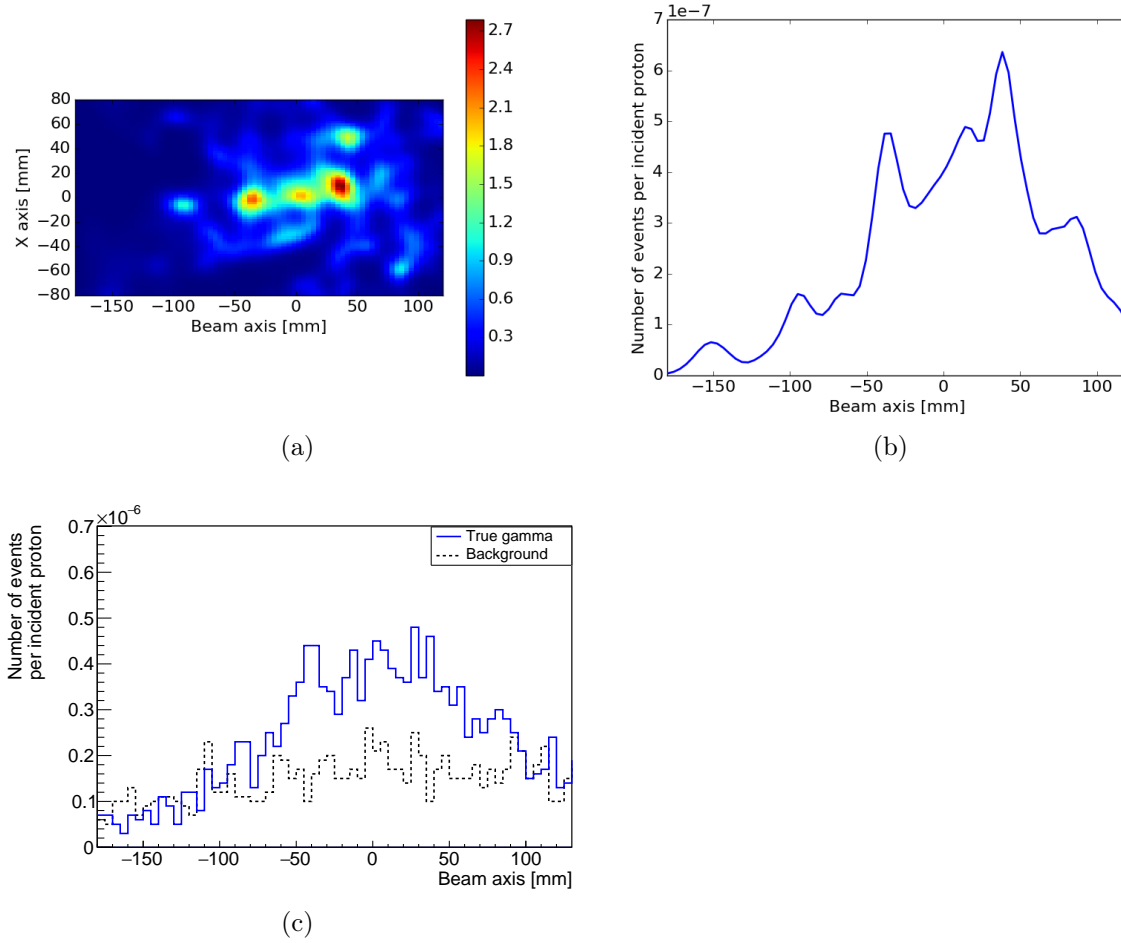 80
60
40
20
0
−20
−40
−60
−80
X axis [mm]
−150 −100 −50 0 50 100
Beam axis [mm]
2.7
2.4
2.1
1.8
1.5
1.2
0.9
0.6
0.3
(a)
7 1e−7
6
5
4
3
2
1
0
Number of events per incident proton
−150 −100 −50 0 50 100
Beam axis [mm]
(b)
0.7 ×10−6
0.6
0.5
0.4
0.3
0.2
0.1
0
Number of events
per incident proton
True gamma
Background
−150 −100 −50 0 50 100
Beam axis [mm]
(c)